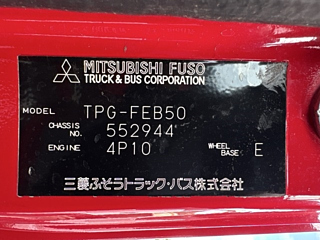 MITSUBISHI FUSO
TRUCK & BUS CORPORATION
MODEL TPG-FEB50
CHASSIS NO. 552944
ENGINE 4P10 WHEEL BASE E
三菱ふそうトラック・バス株式会社